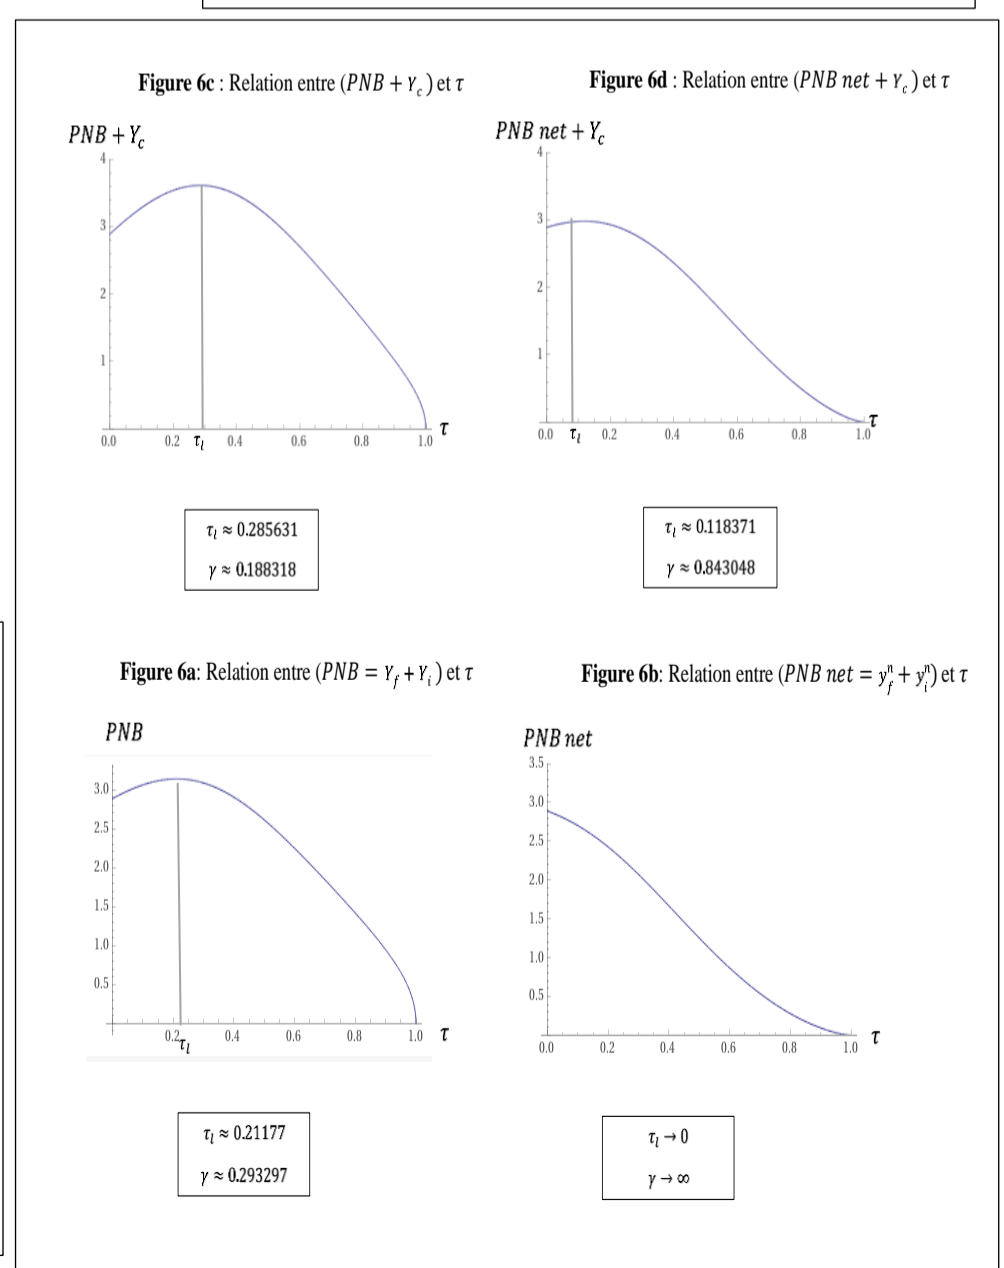 Figure 6c : Relation entre (PNB + Y_c) et τ
PNB + Y_c
4
3
2
1
0.0 0.2 τ_l 0.4 0.6 0.8 1.0 τ
τ_l ≈ 0.285631
γ ≈ 0.188318
Figure 6d : Relation entre (PNB net + Y_c) et τ
PNB net + Y_c
4
3
2
1
0.0 τ_l 0.2 0.4 0.6 0.8 1.0 τ
τ_l ≈ 0.118371
γ ≈ 0.843048
Figure 6a: Relation entre (PNB = Y_f + Y_i) et τ
PNB
3.0
2.5
2.0
1.5
1.0
0.5
0.2 τ_l 0.4 0.6 0.8 1.0 τ
τ_l ≈ 0.21177
γ ≈ 0.293297
Figure 6b: Relation entre (PNB net = y_f^n + y_i^n) et τ
PNB net
3.5
3.0
2.5
2.0
1.5
1.0
0.5
0.0 0.2 0.4 0.6 0.8 1.0 τ
τ_l → 0
γ → ∞